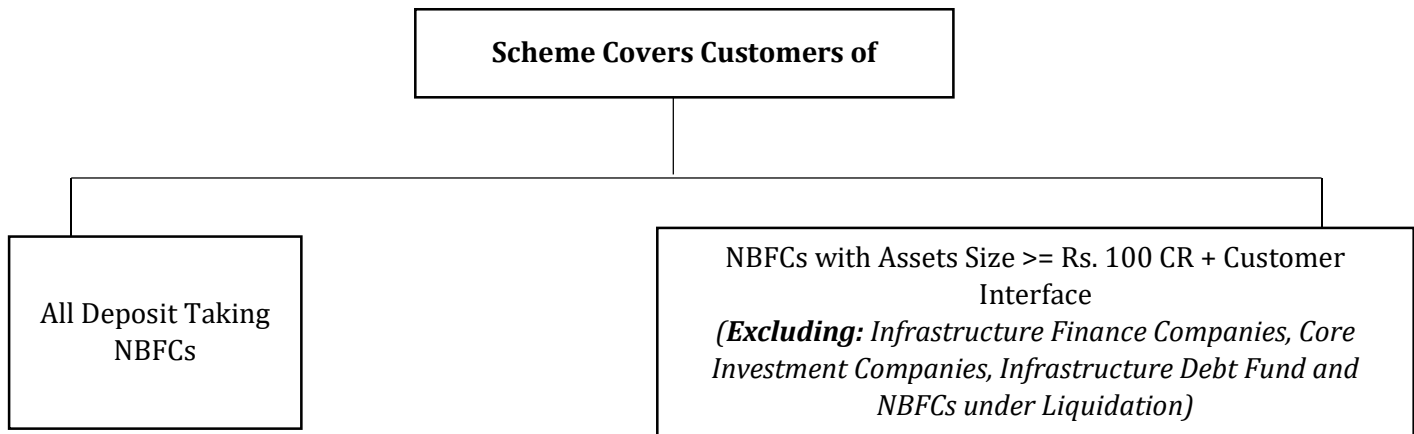 Scheme Covers Customers of
All Deposit Taking
NBFCs
NBFCs with Assets Size >= Rs. 100 CR + Customer
Interface
(Excluding: Infrastructure Finance Companies, Core
Investment Companies, Infrastructure Debt Fund and
NBFCs under Liquidation)